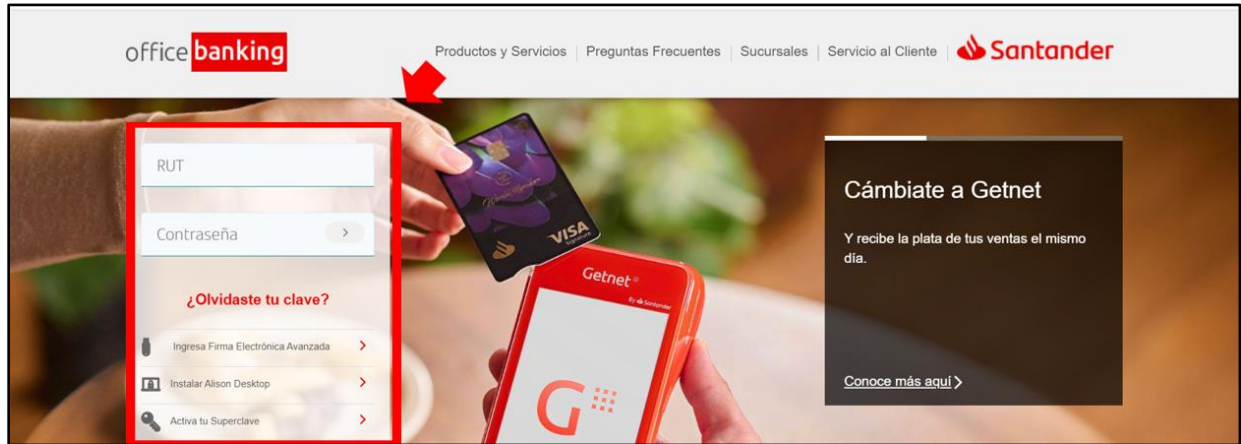 office banking
Productos y Servicios | Preguntas Frecuentes | Sucursales | Servicio al Cliente | Santander
RUT
Contraseña
¿Olvidaste tu clave?
Ingresa Firma Electrónica Avanzada
Instalar Alison Desktop
Activa tu Superclave
VISA
Signature
Getnet
By Santander
G
Cámbiate a Getnet
Y recibe la plata de tus ventas el mismo
día.
Conoce más aquí